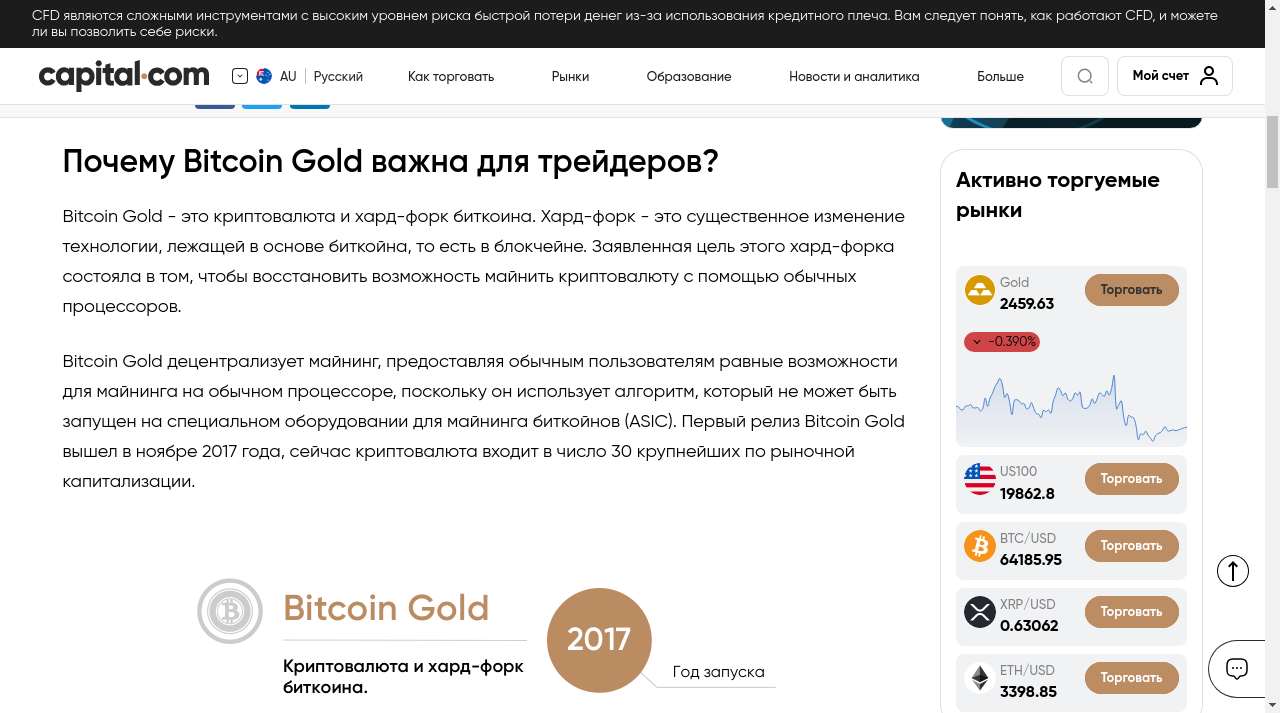 CFD являются сложными инструментами с высоким уровнем риска быстрой потери денег из-за использования кредитного плеча. Вам следует понять, как работают CFD, и можете
ли вы позволить себе риски.
capital.com
AU
Русский
Как торговать
Рынки
Образование
Новости и аналитика
Больше
Мой счет
Почему Bitcoin Gold важна для трейдеров?
Bitcoin Gold - это криптовалюта и хард-форк биткоина. Хард-форк - это существенное изменение
технологии, лежащей в основе биткойна, то есть в блокчейне. Заявленная цель этого хард-форка
состояла в том, чтобы восстановить возможность майнить криптовалюту с помощью обычных
процессоров.
Bitcoin Gold децентрализует майнинг, предоставляя обычным пользователям равные возможности
для майнинга на обычном процессоре, поскольку он использует алгоритм, который не может быть
запущен на специальном оборудовании для майнинга биткойнов (ASIC). Первый релиз Bitcoin Gold
вышел в ноябре 2017 года, сейчас криптовалюта входит в число 30 крупнейших по рыночной
капитализации.
Bitcoin Gold
Криптовалюта и хард-форк
биткоина.
2017
Год запуска
Активно торгуемые
рынки
Gold
2459.63
Торговать
-0.390%
US100
19862.8
Торговать
BTC/USD
64185.95
Торговать
XRP/USD
0.63062
Торговать
ETH/USD
3398.85
Торговать